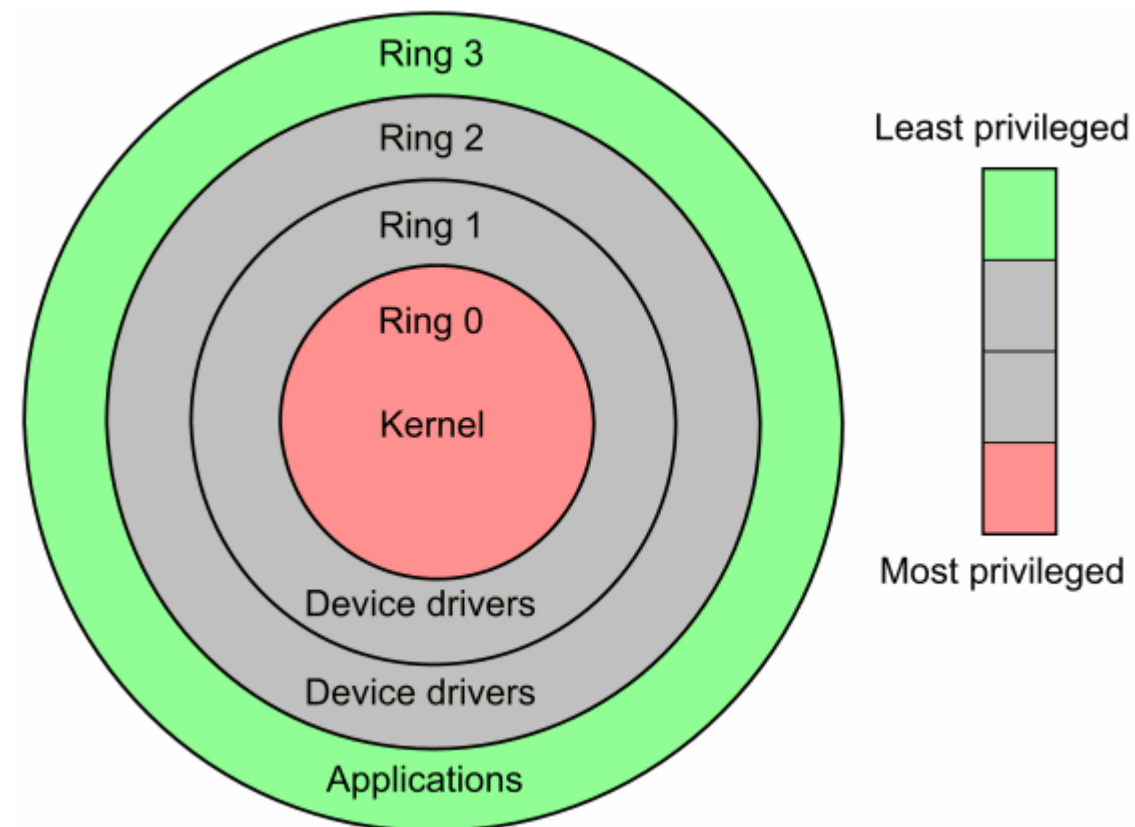 Ring 3
Ring 2
Ring 1
Ring 0
Kernel
Device drivers
Device drivers
Applications
Least privileged
Most privileged